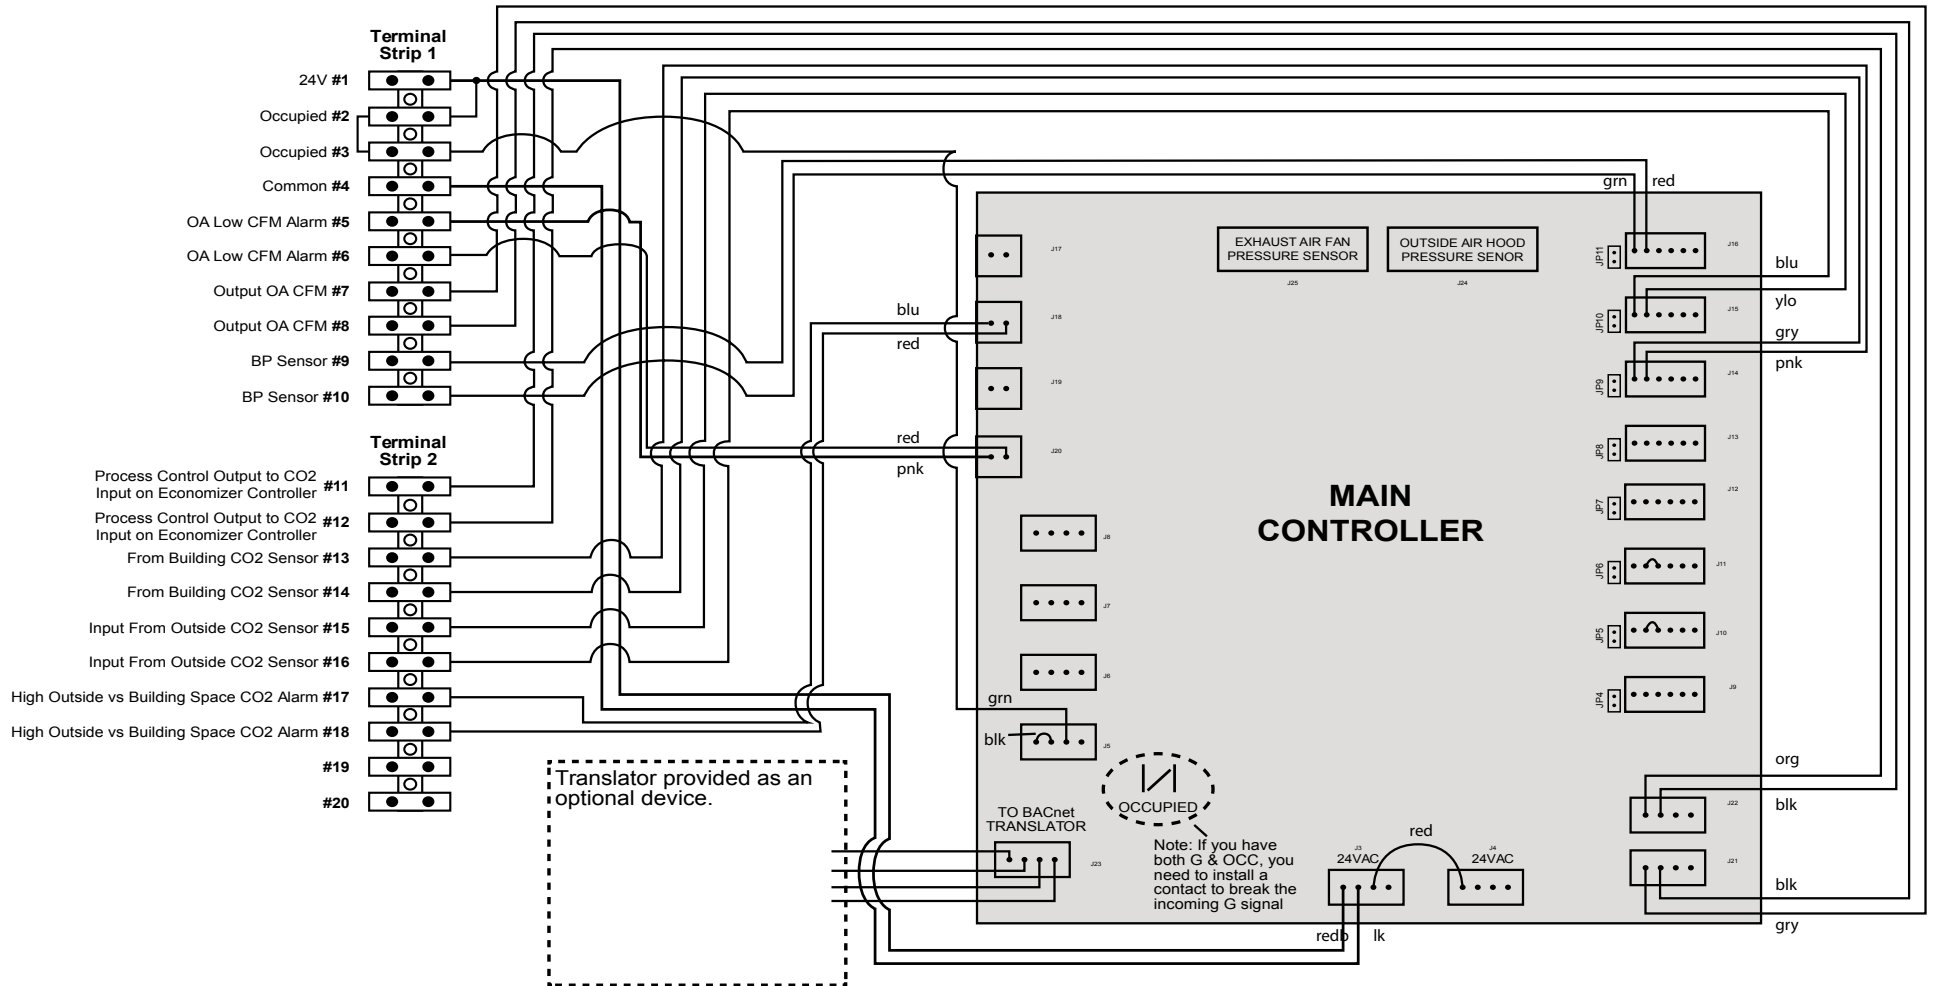 Terminal
Strip 1
24V #1
Occupied #2
Occupied #3
Common #4
OA Low CFM Alarm #5
OA Low CFM Alarm #6
Output OA CFM #7
Output OA CFM #8
BP Sensor #9
BP Sensor #10
Terminal
Strip 2
Process Control Output to CO2
Input on Economizer Controller #11
Process Control Output to CO2
Input on Economizer Controller #12
From Building CO2 Sensor #13
From Building CO2 Sensor #14
Input From Outside CO2 Sensor #15
Input From Outside CO2 Sensor #16
High Outside vs Building Space CO2 Alarm #17
High Outside vs Building Space CO2 Alarm #18
#19
#20
Translator provided as an
optional device.
blu
red
red
pnk
grn
blk
J17
J18
J19
J20
J8
J7
J6
J5
EXHAUST AIR FAN
PRESSURE SENSOR
J25
OUTSIDE AIR HOOD
PRESSURE SENOR
J24
MAIN
CONTROLLER
OCCUPIED
TO BACnet
TRANSLATOR
J23
Note: If you have
both G & OCC, you
need to install a
contact to break the
incoming G signal
red
J3
24VAC
J4
24VAC
redb
lk
grn
red
JP11
J16
blu
JP10
J15
ylo
gry
JP9
J14
pnk
JP8
J13
JP7
J12
JP6
J11
JP5
J10
JP4
J9
org
J22
blk
J21
blk
gry